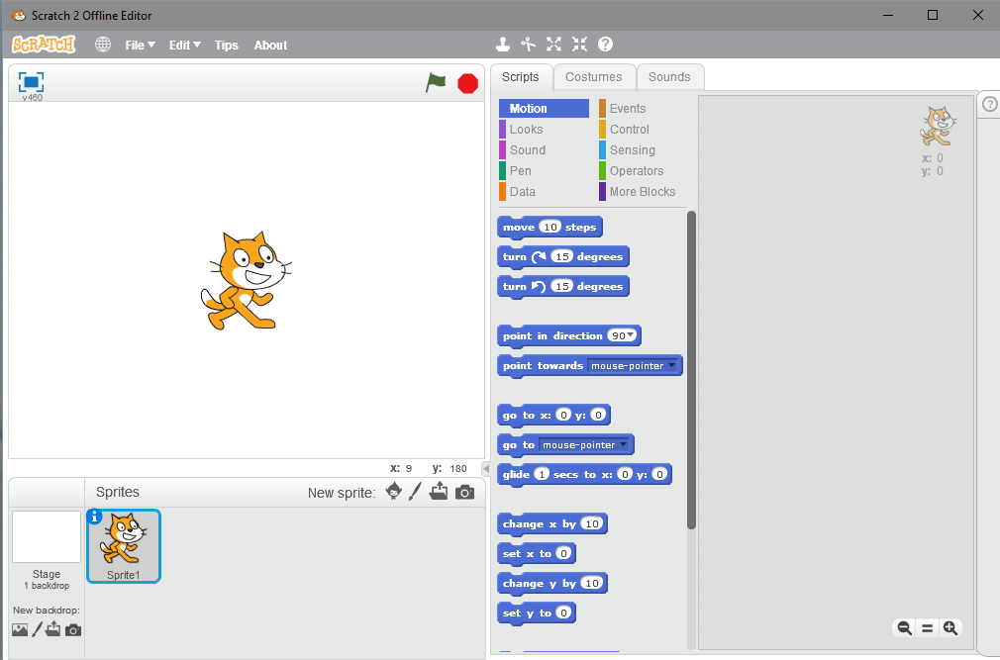 Scratch 2 Offline Editor
SCRATCH File Edit Tips About
v460
Scripts Costumes Sounds
Motion Events
Looks Control
Sound Sensing
Pen Operators
Data More Blocks
x: 0
y: 0
move 10 steps
turn 15 degrees
turn 15 degrees
point in direction 90
point towards mouse-pointer
go to x: 0 y: 0
go to mouse-pointer
glide 1 secs to x: 0 y: 0
change x by 10
set x to 0
change y by 10
set y to 0
x: 9 y: 180
Sprites New sprite:
Stage
1 backdrop
Sprite1
New backdrop: